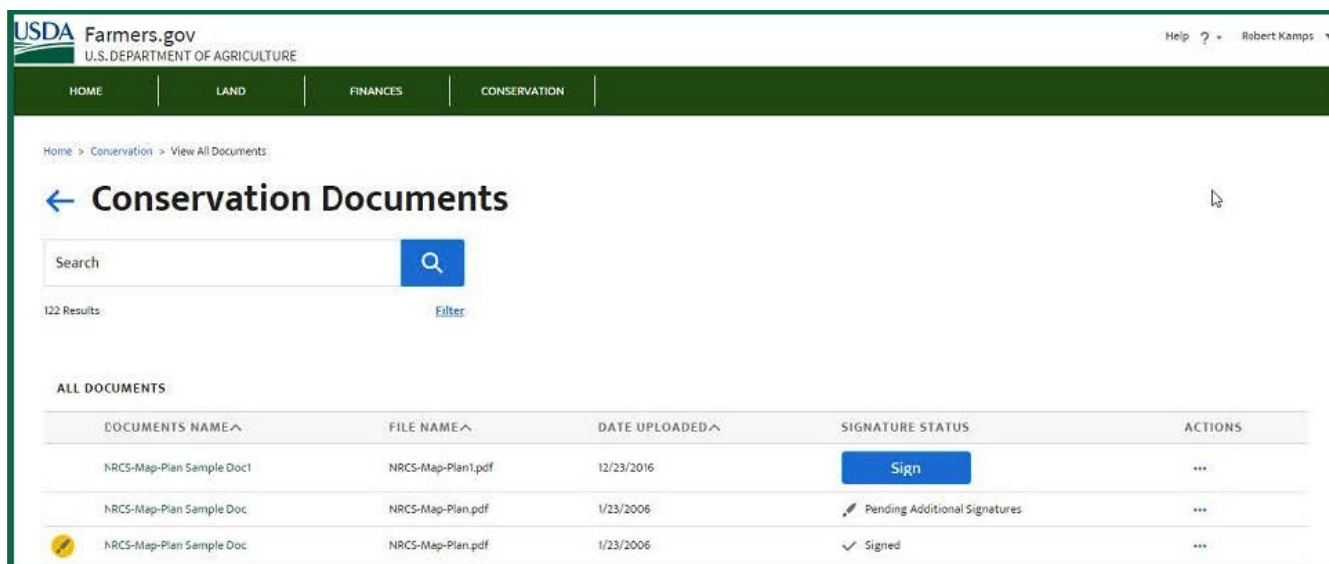 USDA Farmers.gov
U.S. DEPARTMENT OF AGRICULTURE
Help ? Robert Kamps
HOME LAND FINANCES CONSERVATION
Home > Conservation > View All Documents
← Conservation Documents
Search
122 Results Filter
ALL DOCUMENTS
DOCUMENTS NAME FILE NAME DATE UPLOADED SIGNATURE STATUS ACTIONS
NRCS-Map-Plan Sample Doc1 NRCS-Map-Plan1.pdf 12/23/2016 Sign ...
NRCS-Map-Plan Sample Doc NRCS-Map-Plan.pdf 1/23/2006 Pending Additional Signatures ...
NRCS-Map-Plan Sample Doc NRCS-Map-Plan.pdf 1/23/2006 Signed ...